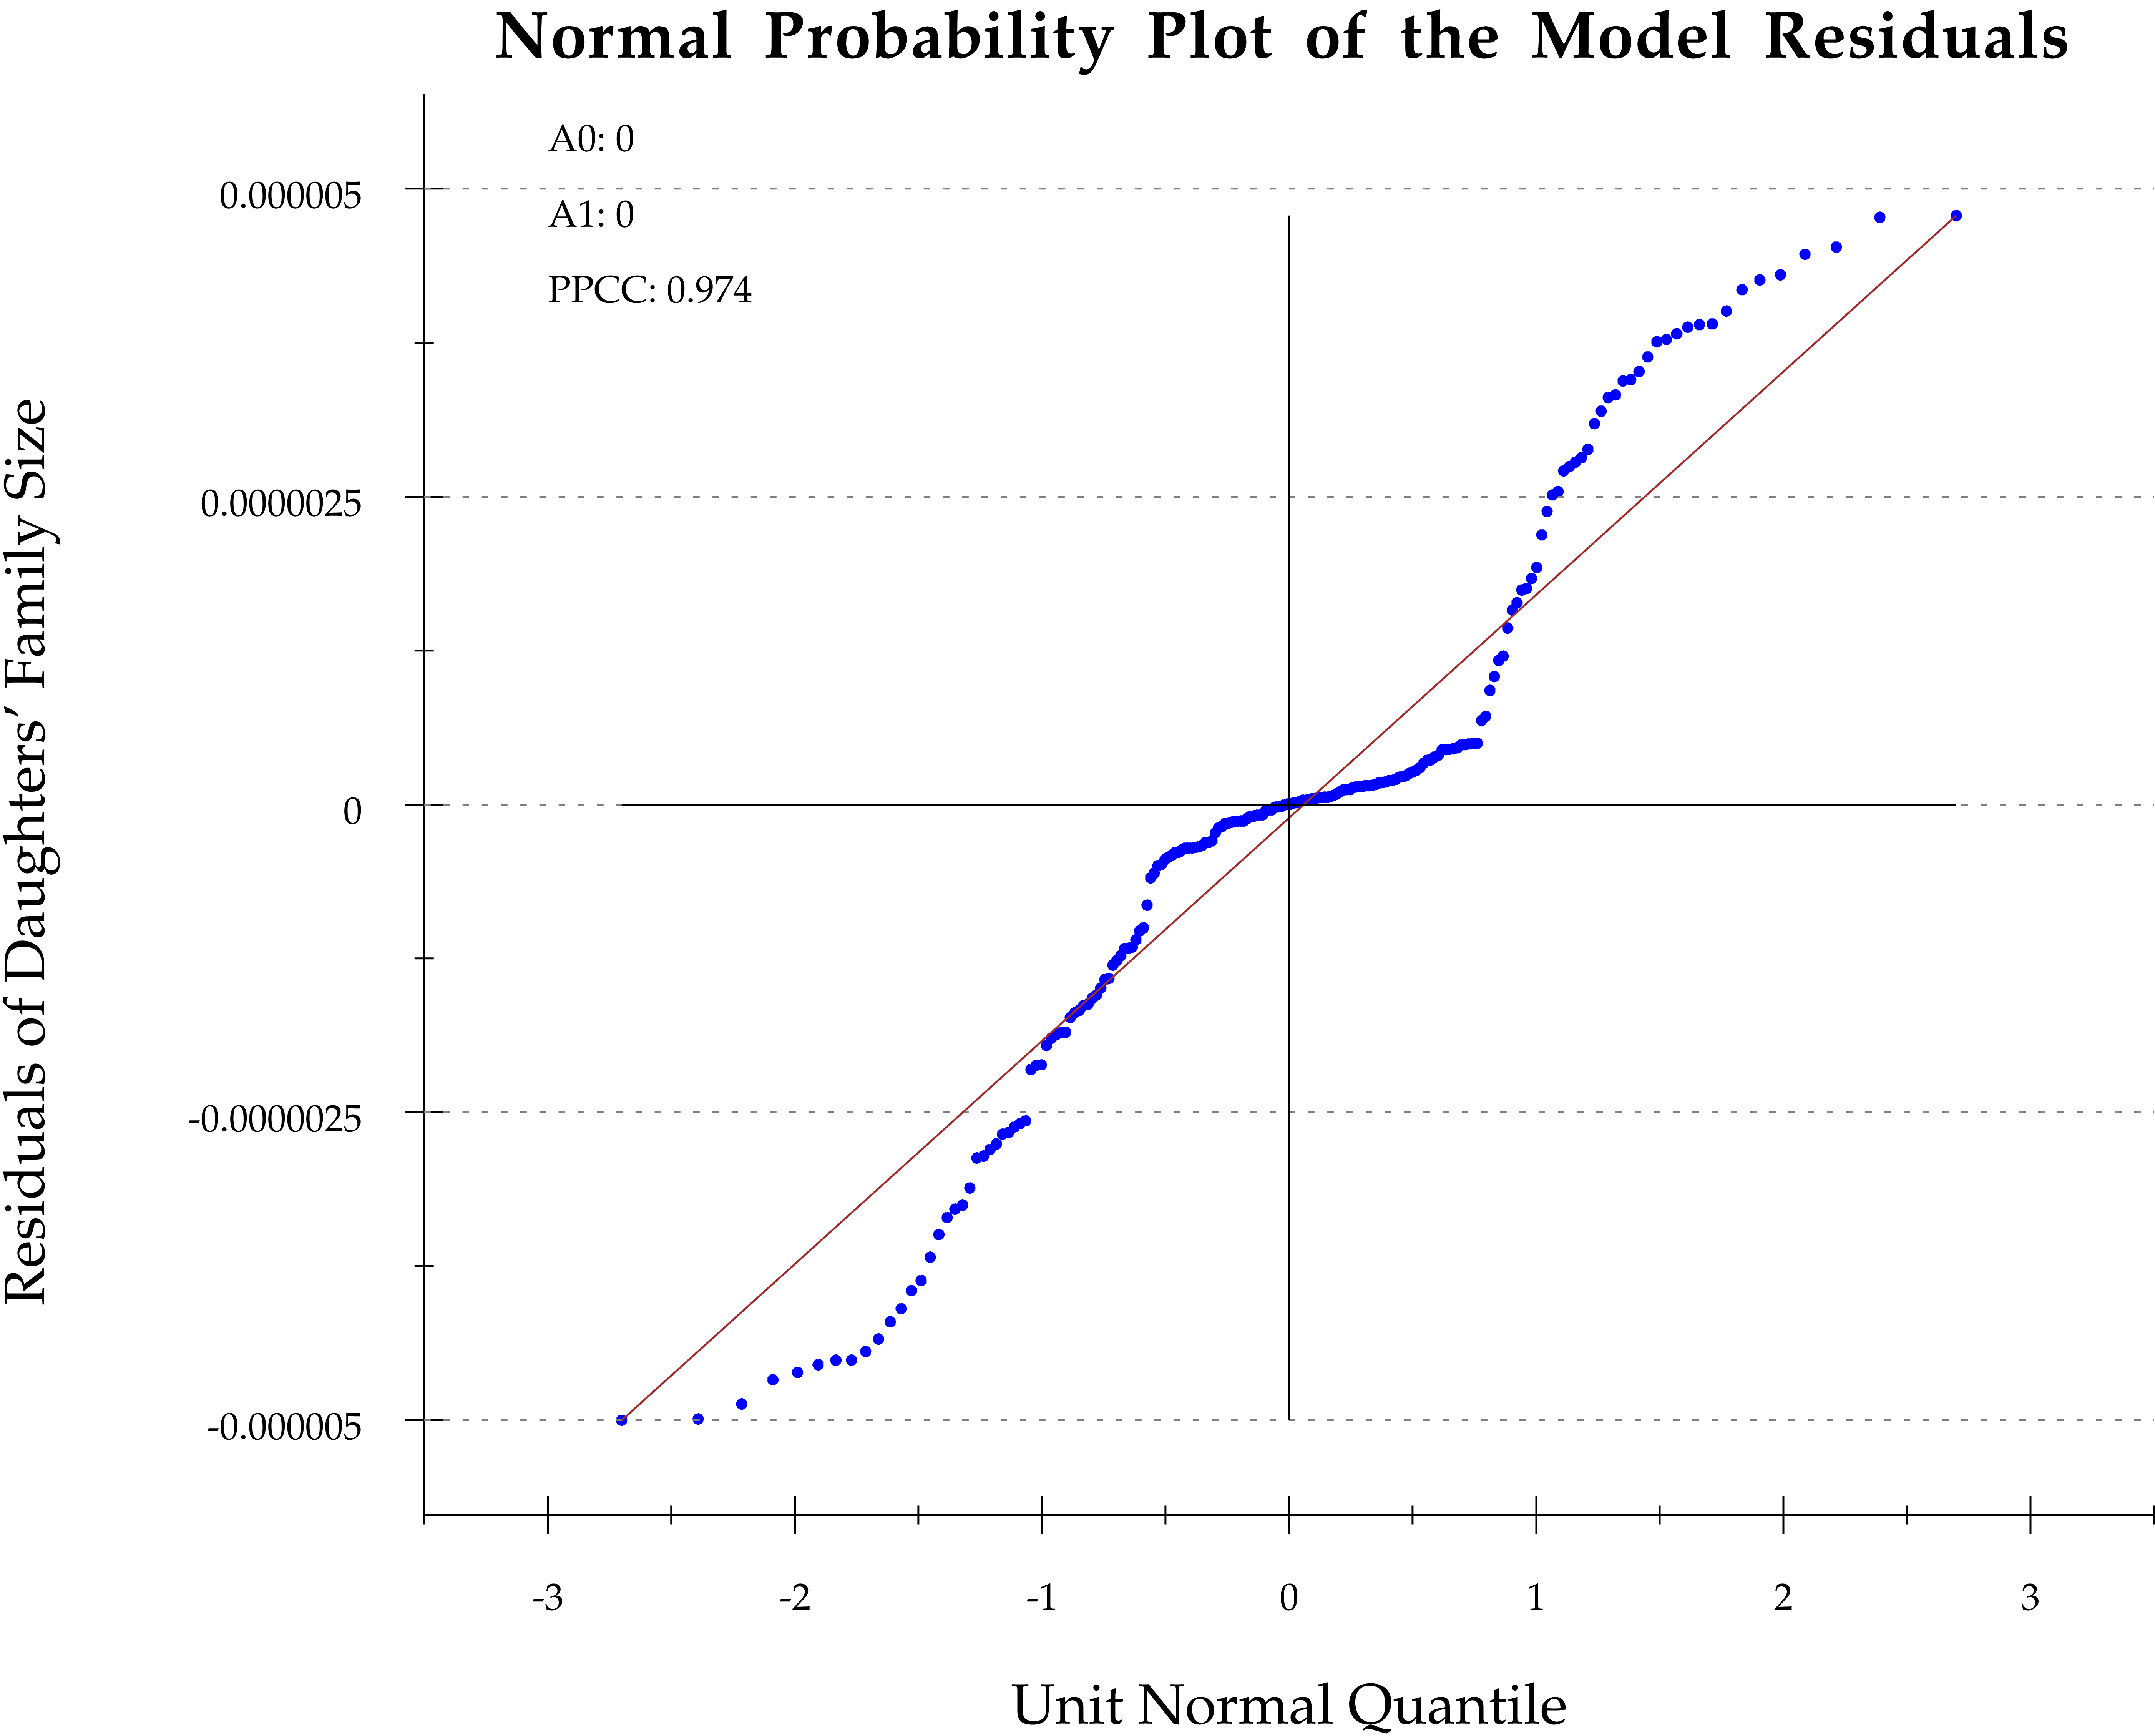 Normal Probability Plot of the Model Residuals
A0: 0
A1: 0
PPCC: 0.974
0.000005
0.0000025
0
-0.0000025
-0.000005
Residuals of Daughters’ Family Size
-3 -2 -1 0 1 2 3
Unit Normal Quantile